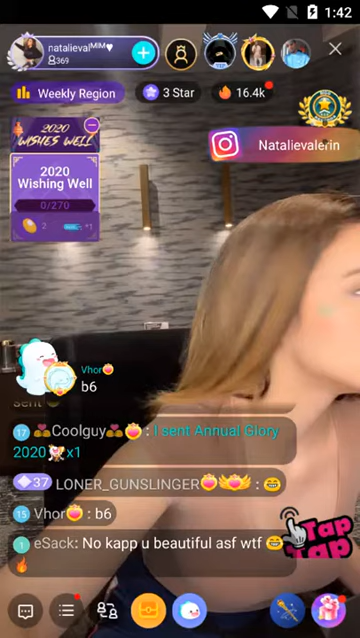 1:42
natalievalᴹᴵᴹ♥
369
Weekly Region
3 Star
16.4k
2020
WISHES WELL
2020
Wishing Well
0/270
2
*1
Natalievalerin
Vhor
b6
sent
17 Coolguy : I sent Annual Glory
2020 x1
37 LONER_GUNSLINGER : 😂
15 Vhor : b6
1 eSack: No kapp u beautiful asf wtf 😂
🔥
Tap
Tap